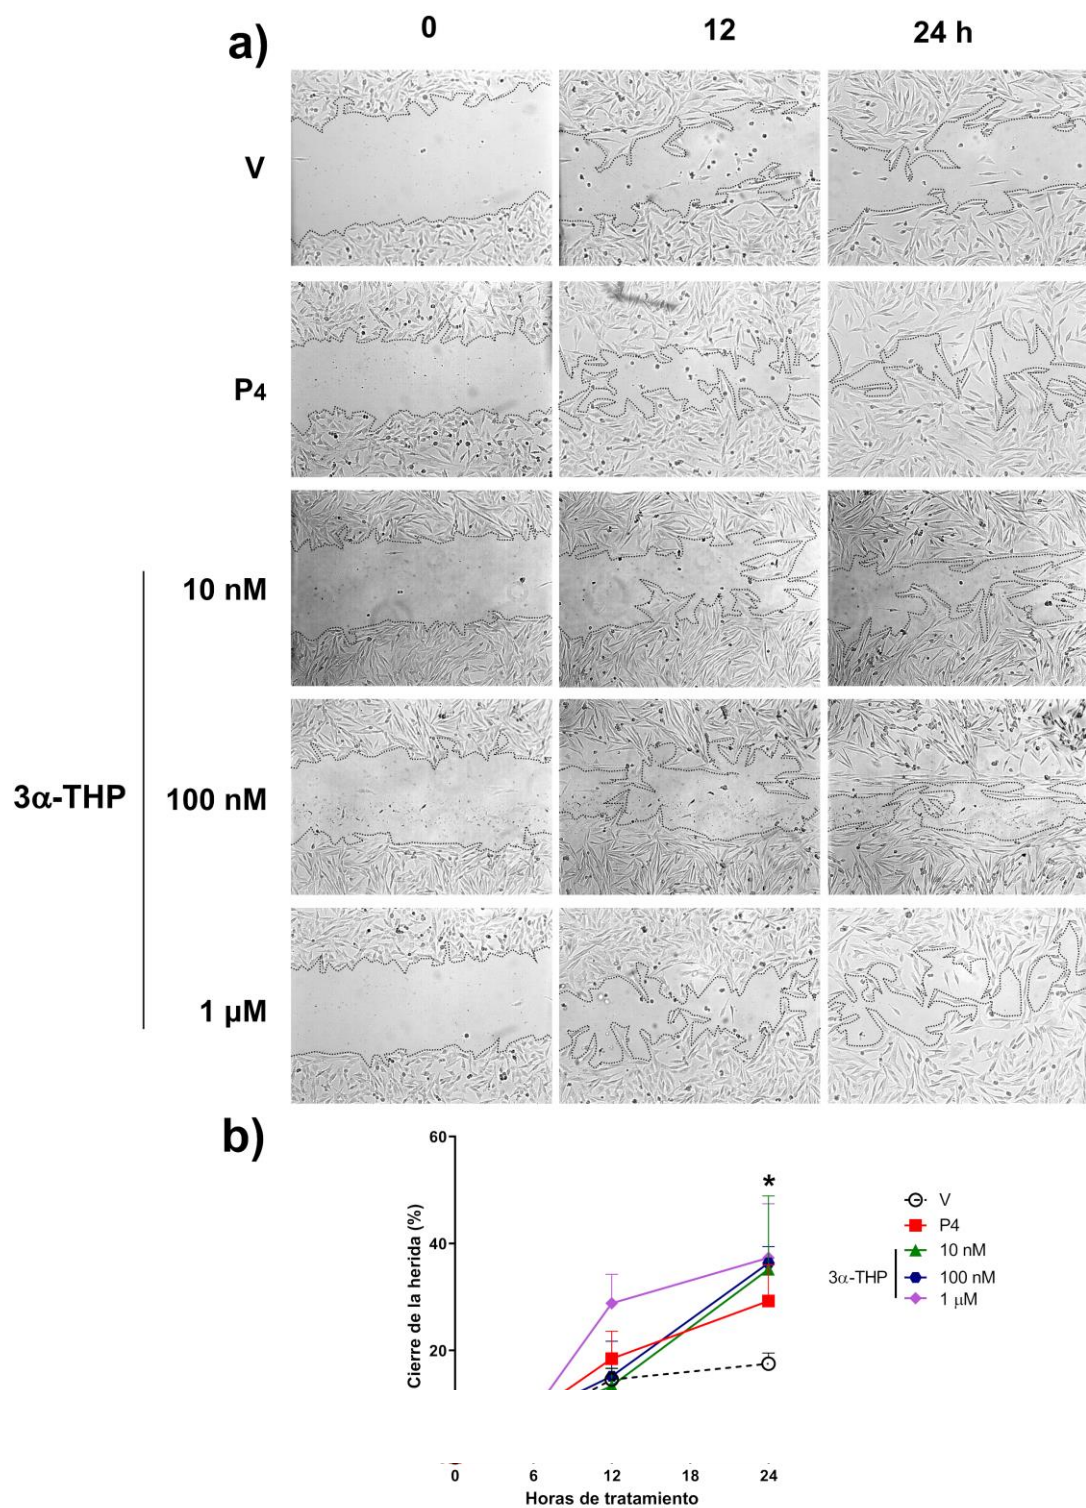 a)
0 12 24 h
V
P4
10 nM
3α-THP
100 nM
1 μM
b)
60
40
20
Cierre de la herida (%)
*
V
P4
10 nM
3α-THP
100 nM
1 μM
0 6 12 18 24
Horas de tratamiento